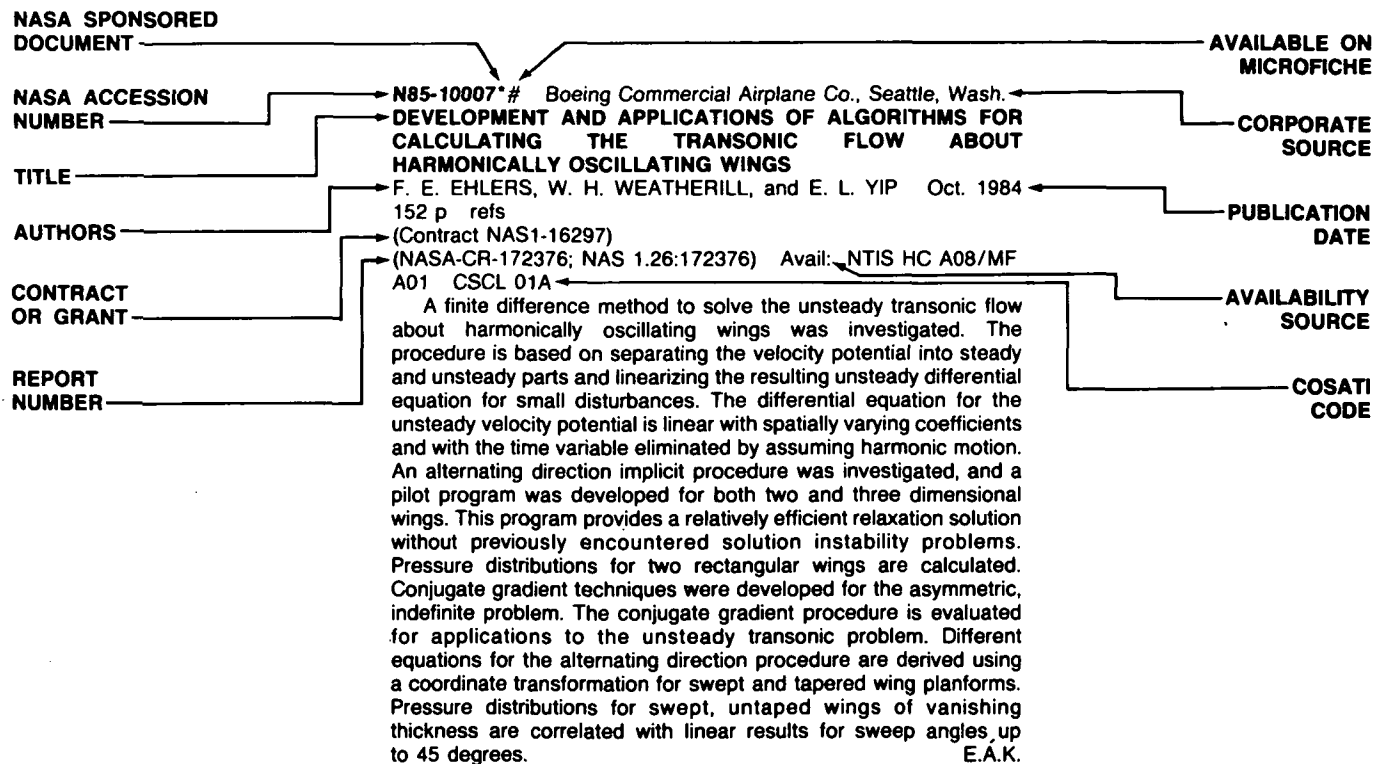 NASA SPONSORED
DOCUMENT
AVAILABLE ON
MICROFICHE
NASA ACCESSION
NUMBER
N85-10007*# Boeing Commercial Airplane Co., Seattle, Wash.
CORPORATE
SOURCE
TITLE
DEVELOPMENT AND APPLICATIONS OF ALGORITHMS FOR
CALCULATING THE TRANSONIC FLOW ABOUT
HARMONICALLY OSCILLATING WINGS
AUTHORS
F. E. EHLERS, W. H. WEATHERILL, and E. L. YIP Oct. 1984
152 p refs
PUBLICATION
DATE
CONTRACT
OR GRANT
(Contract NAS1-16297)
(NASA-CR-172376; NAS 1.26:172376) Avail: NTIS HC A08/MF
A01 CSCL 01A
AVAILABILITY
SOURCE
REPORT
NUMBER
COSATI
CODE
A finite difference method to solve the unsteady transonic flow
about harmonically oscillating wings was investigated. The
procedure is based on separating the velocity potential into steady
and unsteady parts and linearizing the resulting unsteady differential
equation for small disturbances. The differential equation for the
unsteady velocity potential is linear with spatially varying coefficients
and with the time variable eliminated by assuming harmonic motion.
An alternating direction implicit procedure was investigated, and a
pilot program was developed for both two and three dimensional
wings. This program provides a relatively efficient relaxation solution
without previously encountered solution instability problems.
Pressure distributions for two rectangular wings are calculated.
Conjugate gradient techniques were developed for the asymmetric,
indefinite problem. The conjugate gradient procedure is evaluated
for applications to the unsteady transonic problem. Different
equations for the alternating direction procedure are derived using
a coordinate transformation for swept and tapered wing planforms.
Pressure distributions for swept, untaped wings of vanishing
thickness are correlated with linear results for sweep angles up
to 45 degrees. E.A.K.